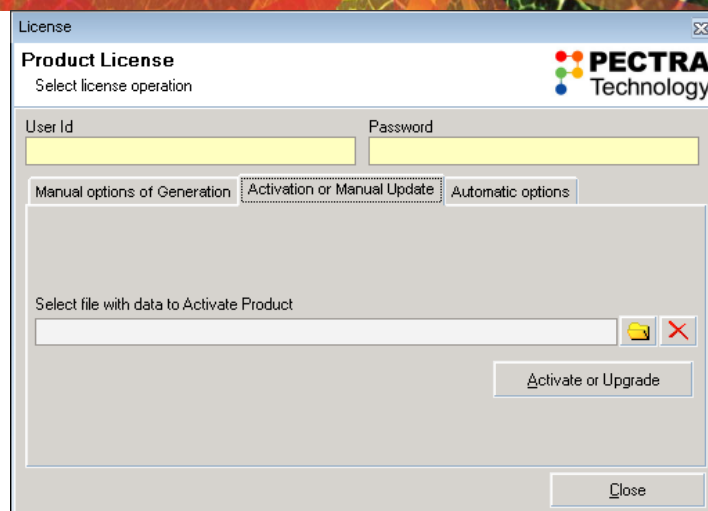 License
Product License
Select license operation
PECTRA
Technology
User Id
Password
Manual options of Generation
Activation or Manual Update
Automatic options
Select file with data to Activate Product
Activate or Upgrade
Close